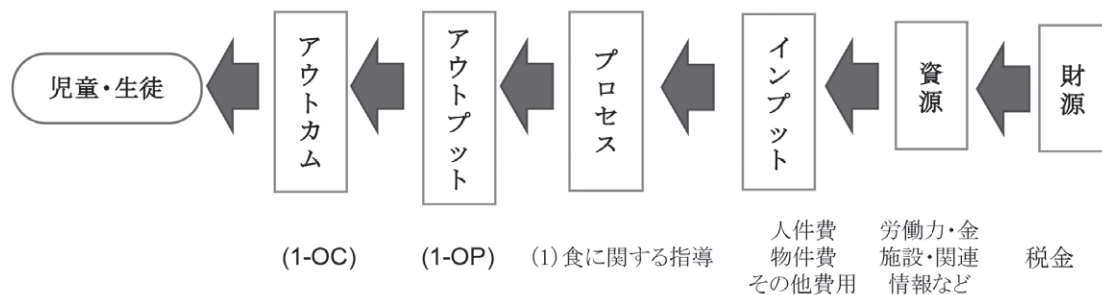 児童・生徒
アウトカム
アウトプット
プロセス
インプット
資源
財源
(1-OC)
(1-OP)
(1)食に関する指導
人件費
物件費
その他費用
労働力・金
施設・関連
情報など
税金